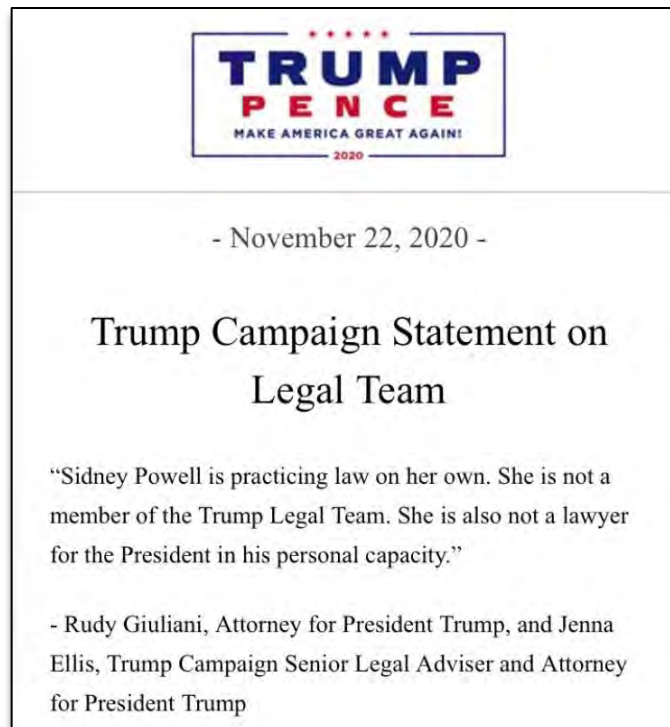 TRUMP
PENCE
MAKE AMERICA GREAT AGAIN!
2020
- November 22, 2020 -
Trump Campaign Statement on
Legal Team
“Sidney Powell is practicing law on her own. She is not a
member of the Trump Legal Team. She is also not a lawyer
for the President in his personal capacity.”
- Rudy Giuliani, Attorney for President Trump, and Jenna
Ellis, Trump Campaign Senior Legal Adviser and Attorney
for President Trump